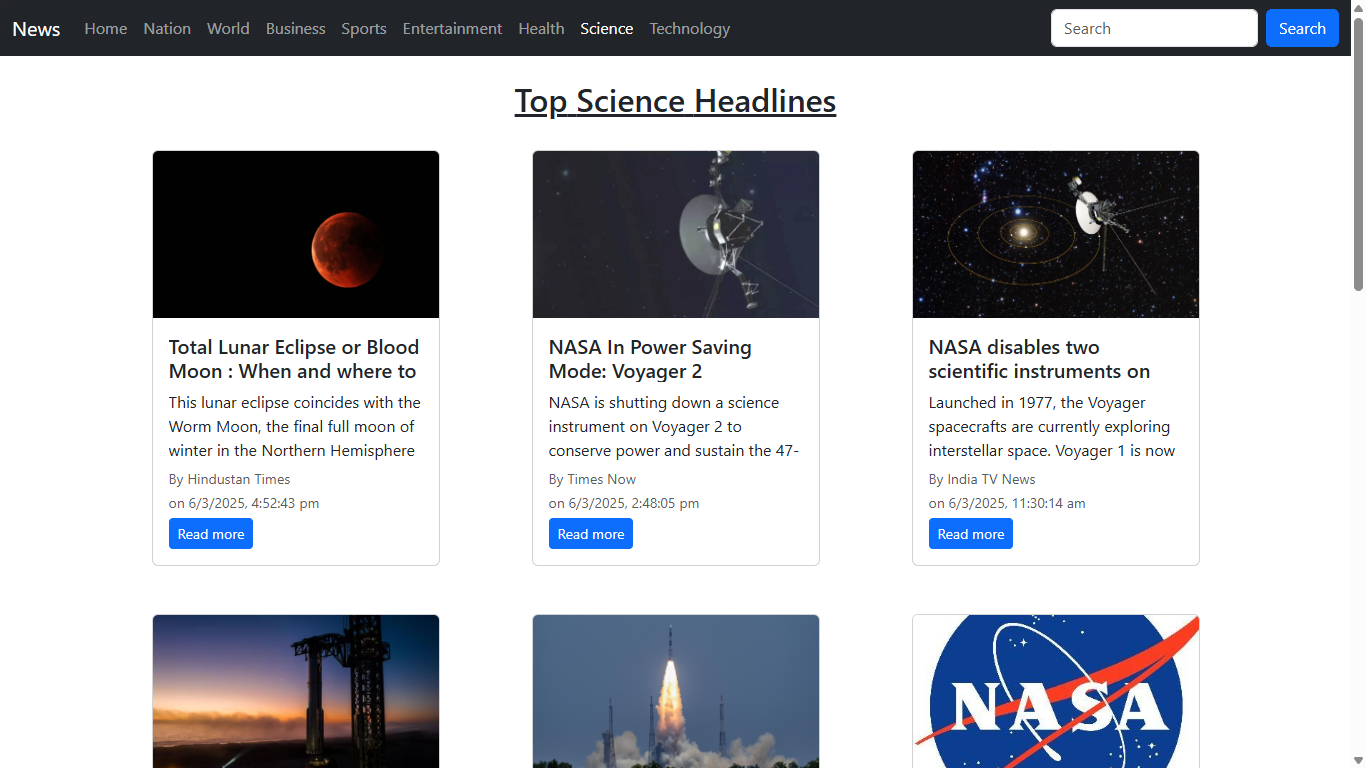 News Home Nation World Business Sports Entertainment Health Science Technology Search Search
Top Science Headlines
Total Lunar Eclipse or Blood
Moon : When and where to
This lunar eclipse coincides with the
Worm Moon, the final full moon of
winter in the Northern Hemisphere
By Hindustan Times
on 6/3/2025, 4:52:43 pm
Read more
NASA In Power Saving
Mode: Voyager 2
NASA is shutting down a science
instrument on Voyager 2 to
conserve power and sustain the 47-
By Times Now
on 6/3/2025, 2:48:05 pm
Read more
NASA disables two
scientific instruments on
Launched in 1977, the Voyager
spacecrafts are currently exploring
interstellar space. Voyager 1 is now
By India TV News
on 6/3/2025, 11:30:14 am
Read more
NASA